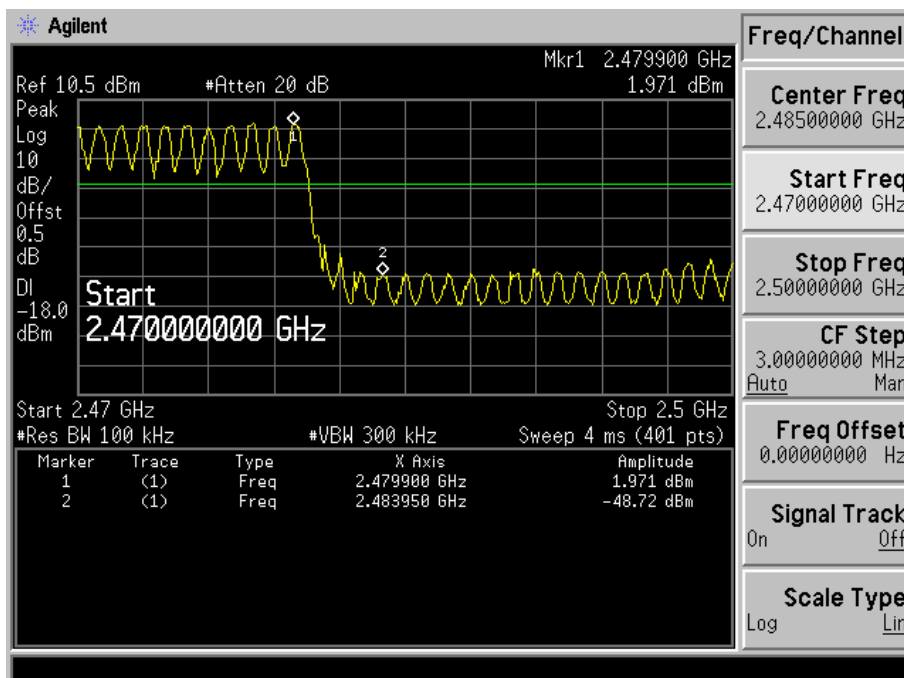 Agilent
Freq/Channel
Mkr1 2.479900 GHz
Ref 10.5 dBm #Atten 20 dB 1.971 dBm
Peak
Log
10
dB/
Offst
0.5
dB
DI
-18.0
dBm
1
2
Start
2.470000000 GHz
Start 2.47 GHz Stop 2.5 GHz
#Res BW 100 kHz #VBW 300 kHz Sweep 4 ms (401 pts)
Marker Trace Type X Axis Amplitude
1 (1) Freq 2.479900 GHz 1.971 dBm
2 (1) Freq 2.483950 GHz -48.72 dBm
Center Freq
2.48500000 GHz
Start Freq
2.47000000 GHz
Stop Freq
2.50000000 GHz
CF Step
3.00000000 MHz
Auto Man
Freq Offset
0.00000000 Hz
Signal Track
On Off
Scale Type
Log Lin